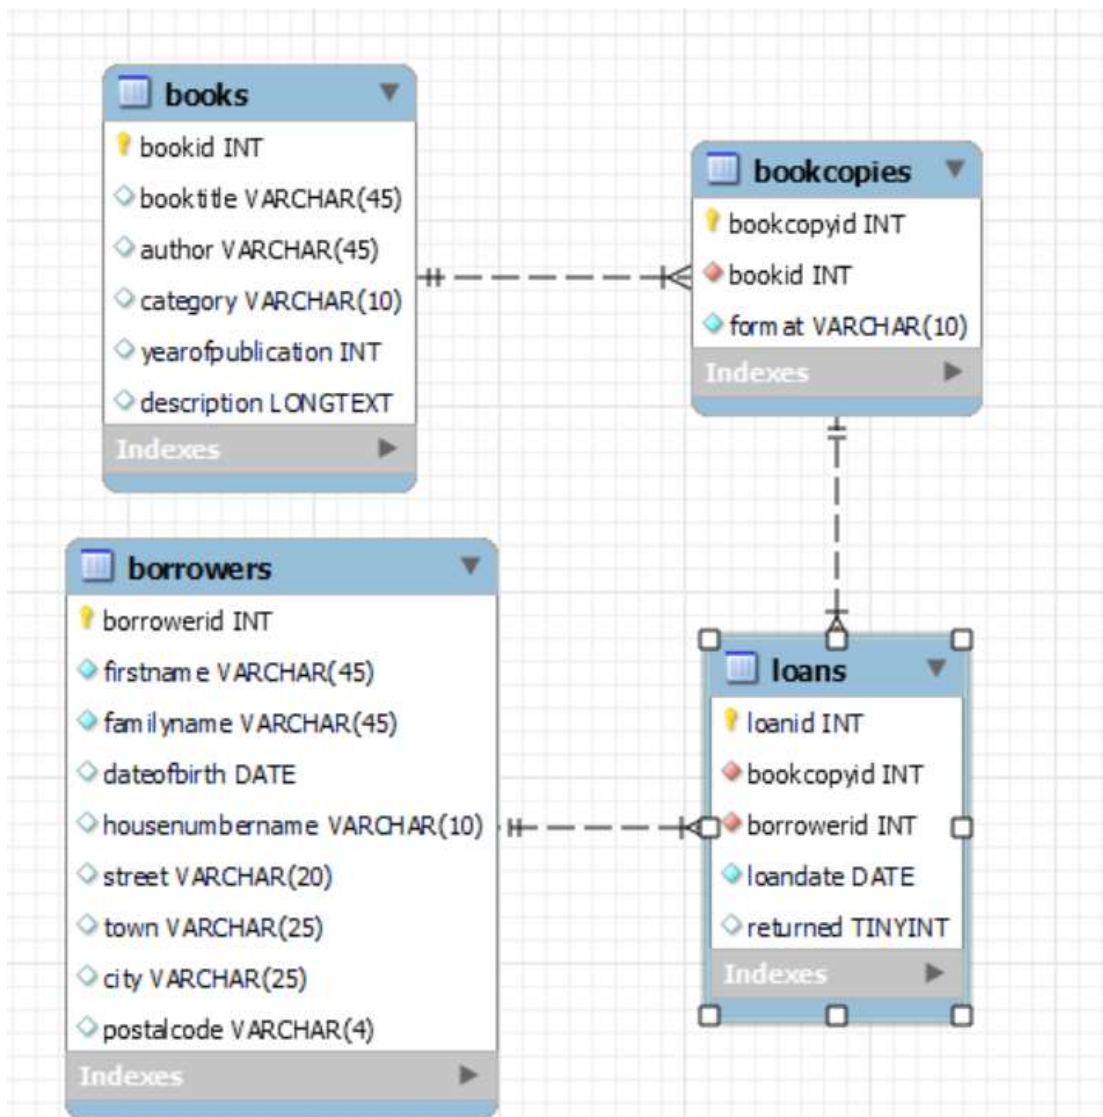 books
bookid INT
booktitle VARCHAR(45)
author VARCHAR(45)
category VARCHAR(10)
yearofpublication INT
description LONGTEXT
Indexes
bookcopies
bookcopyid INT
bookid INT
format VARCHAR(10)
Indexes
borrowers
borrowerid INT
firstname VARCHAR(45)
familyname VARCHAR(45)
dateofbirth DATE
housenumbername VARCHAR(10)
street VARCHAR(20)
town VARCHAR(25)
city VARCHAR(25)
postalcode VARCHAR(4)
Indexes
loans
loanid INT
bookcopyid INT
borrowerid INT
loandate DATE
returned TINYINT
Indexes